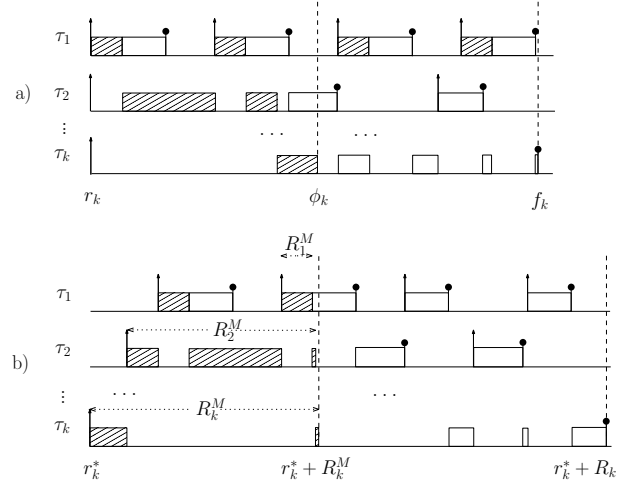 τ₁
a) τ₂
⋮ . . . . . .
τₖ
rₖ ϕₖ fₖ
R₁ᴹ
τ₁
R₂ᴹ
b) τ₂
⋮ . . . . . .
Rₖᴹ
τₖ
rₖ* rₖ* + Rₖᴹ rₖ* + Rₖ